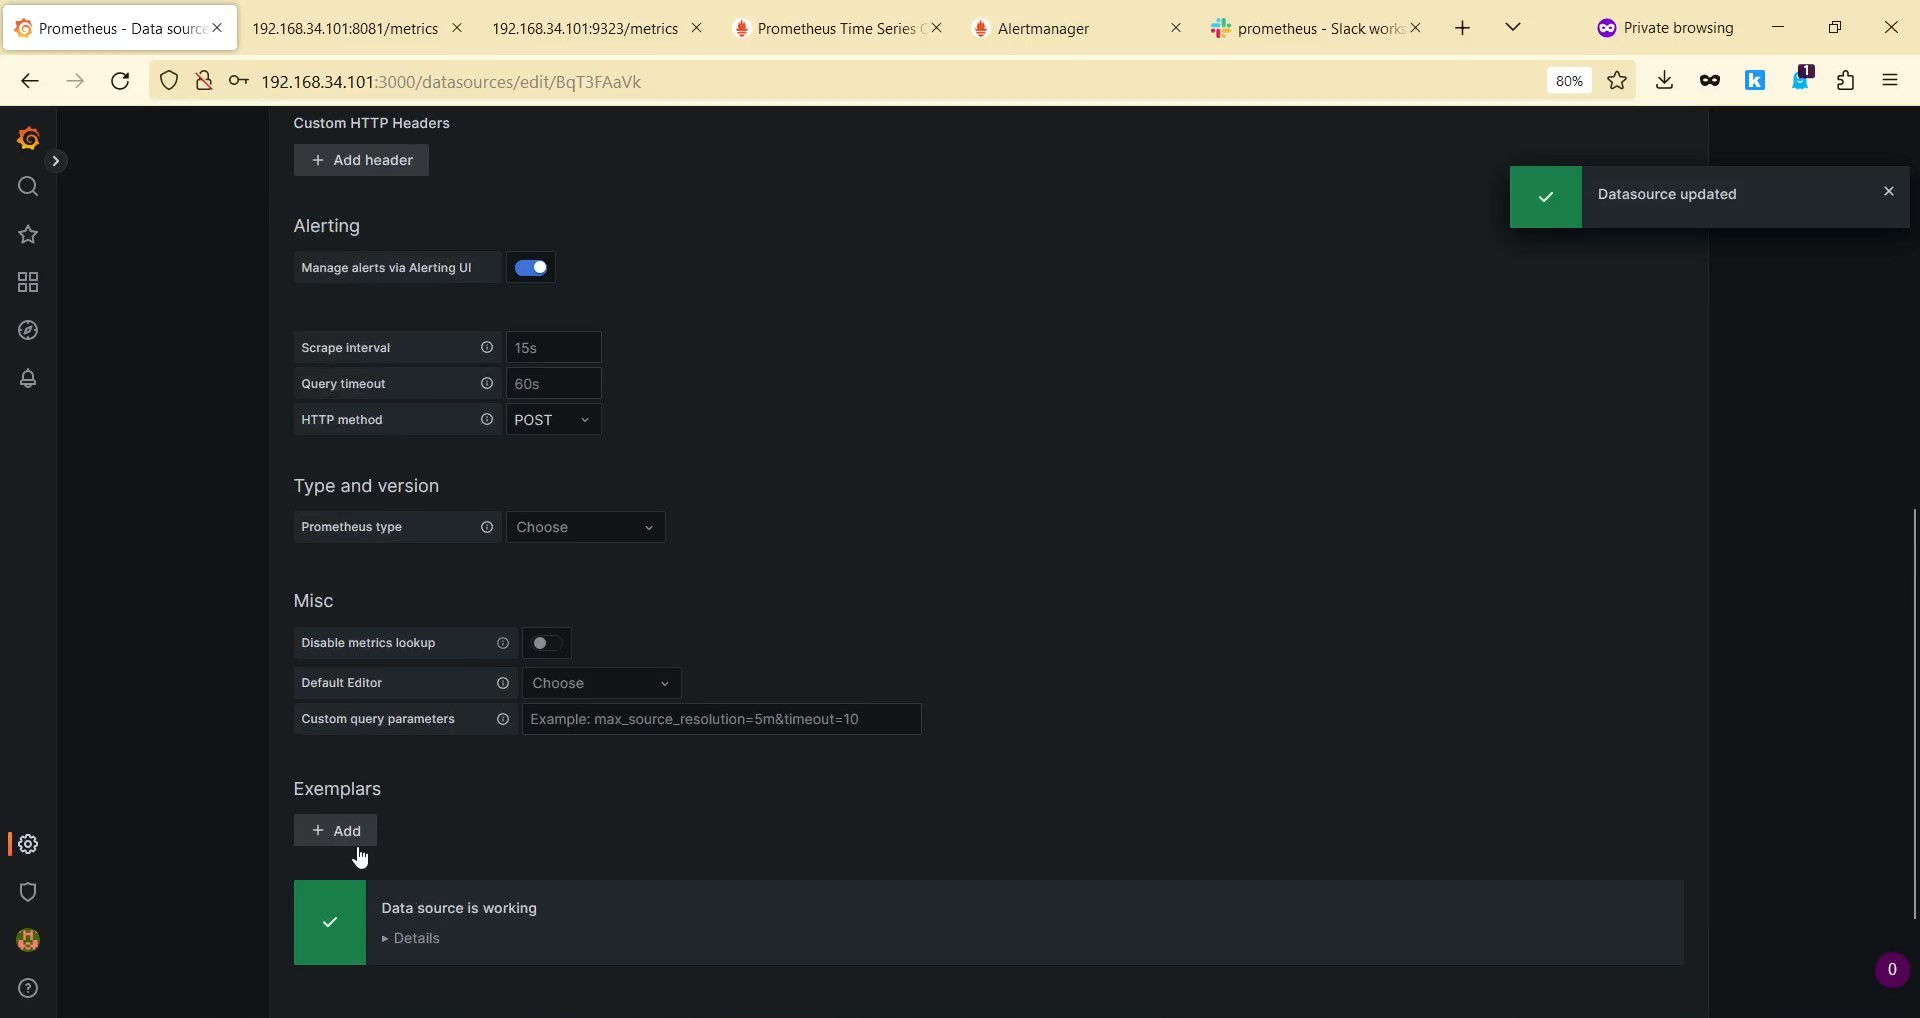 Prometheus - Data source
192.168.34.101:8081/metrics
192.168.34.101:9323/metrics
Prometheus Time Series C
Alertmanager
prometheus - Slack works
Private browsing
192.168.34.101:3000/datasources/edit/BqT3FAaVk
80%
k
1
Custom HTTP Headers
+ Add header
Datasource updated
Alerting
Manage alerts via Alerting UI
Scrape interval
15s
Query timeout
60s
HTTP method
POST
Type and version
Prometheus type
Choose
Misc
Disable metrics lookup
Default Editor
Choose
Custom query parameters
Example: max_source_resolution=5m&timeout=10
Exemplars
+ Add
Data source is working
▸ Details
0